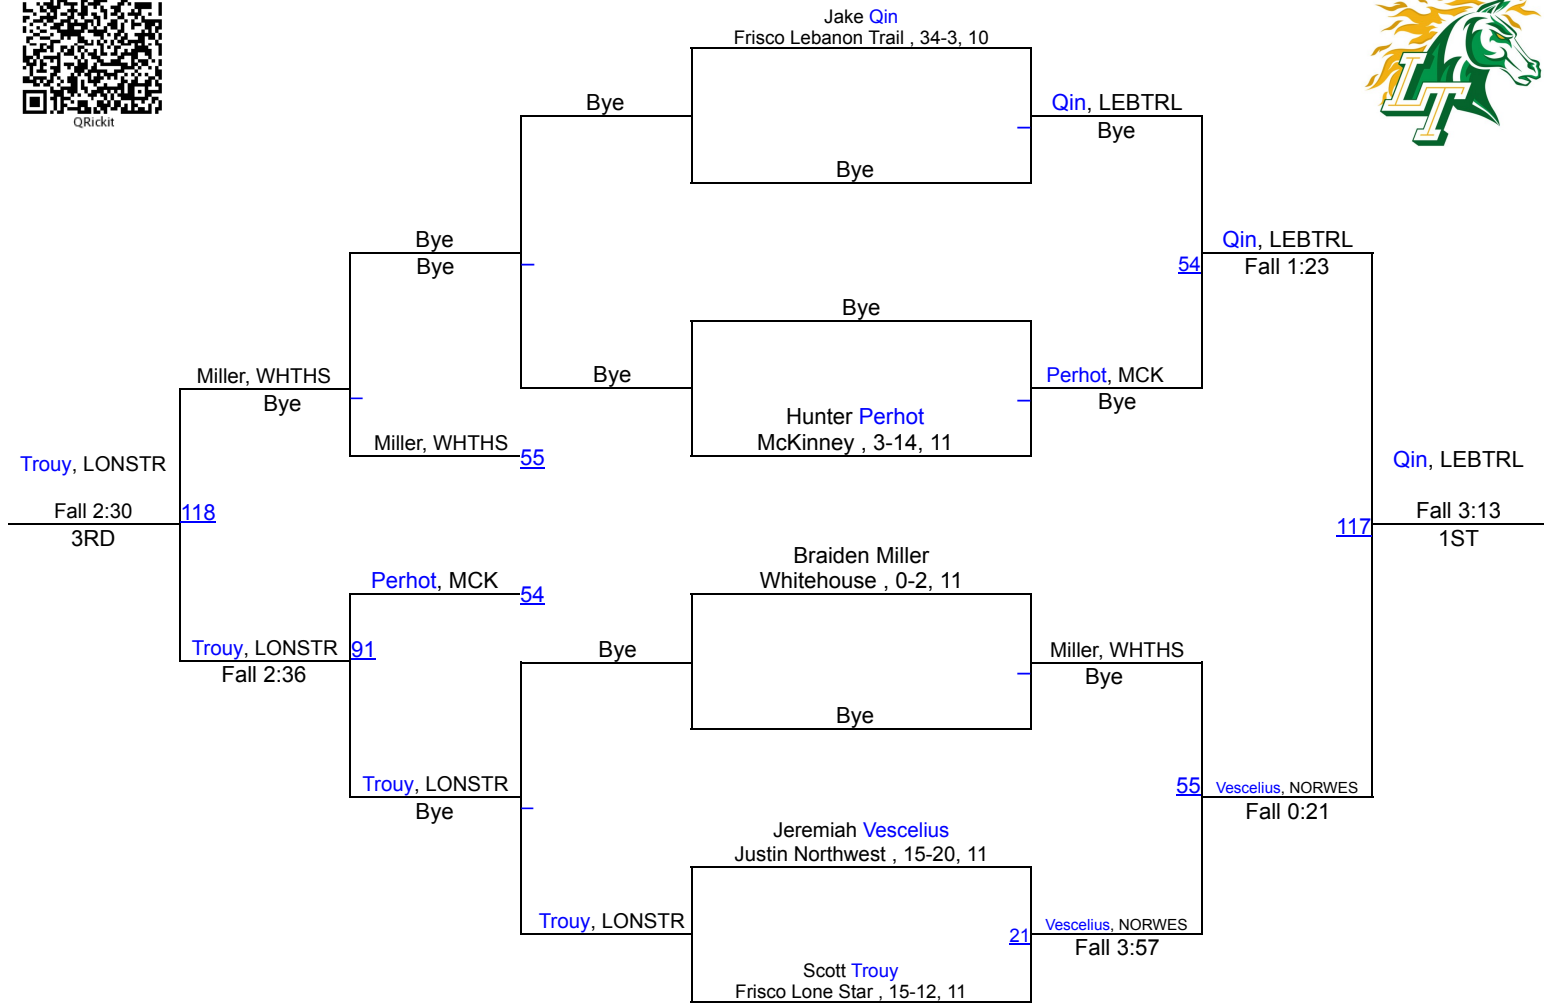 Jake Qin
Frisco Lebanon Trail , 34-3, 10
LT
QRickit
Bye
Qin, LEBTRL
Bye
Bye
Bye
Bye
Qin, LEBTRL
54
Fall 1:23
Bye
Miller, WHTHS
Bye
Bye
Perhot, MCK
Bye
Hunter Perhot
McKinney , 3-14, 11
Miller, WHTHS
55
Trouy, LONSTR
Qin, LEBTRL
Fall 2:30
118
3RD
Fall 3:13
117
1ST
Braiden Miller
Whitehouse , 0-2, 11
Perhot, MCK
54
Trouy, LONSTR
91
Fall 2:36
Bye
Miller, WHTHS
Bye
Bye
Trouy, LONSTR
Bye
55
Vescelius, NORWES
Fall 0:21
Jeremiah Vescelius
Justin Northwest , 15-20, 11
Trouy, LONSTR
21
Vescelius, NORWES
Fall 3:57
Scott Trouy
Frisco Lone Star , 15-12, 11